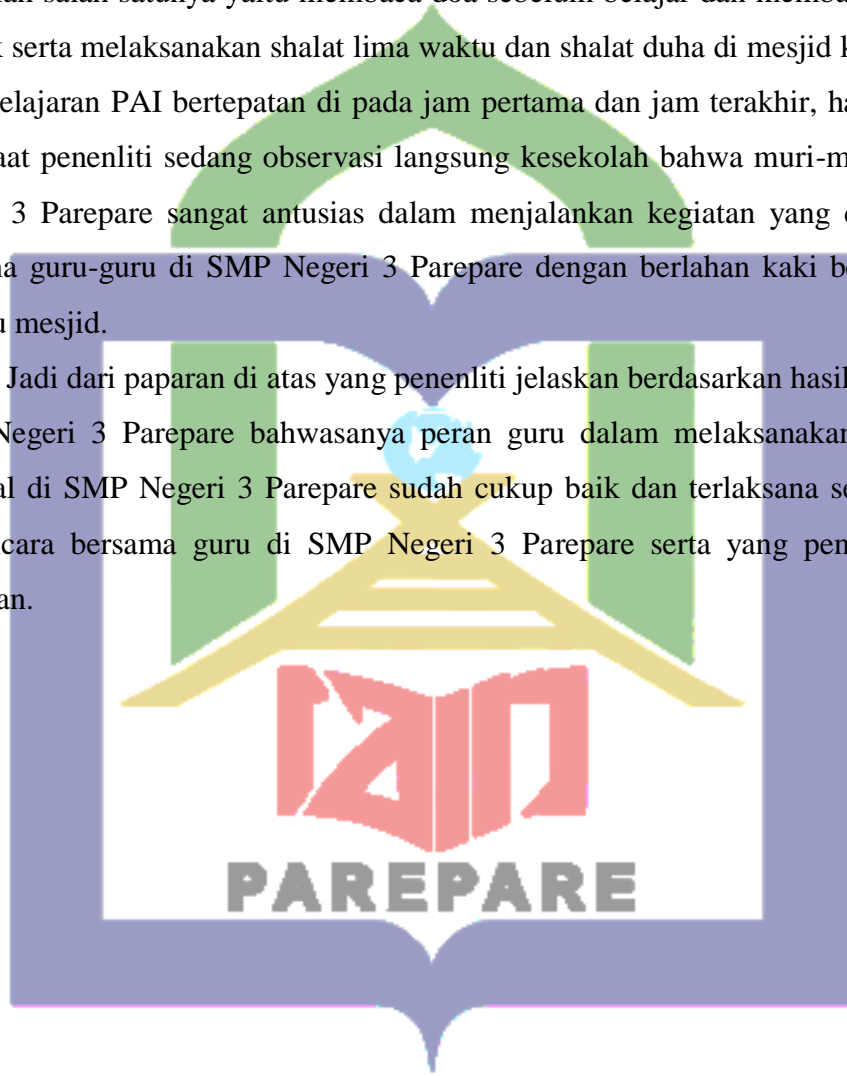 salah satunya yaitu membaca doa sebelum belajar dan
serta melaksanakan shalat lima waktu dan shalat duha di mesjid
elajaran PAI bertepatan di pada jam pertama dan jam terakhir,
aat penenliti sedang observasi langsung kesekolah bahwa muri-m
3 Parepare sangat antusias dalam menjalankan kegiatan yang
a guru-guru di SMP Negeri 3 Parepare dengan berlahan kaki
u mesjid.
Jadi dari paparan di atas yang penenliti jelaskan berdasarkan hasil
Negeri 3 Parepare bahwasanya peran guru dalam melaksanakan
al di SMP Negeri 3 Parepare sudah cukup baik dan terlaksana se
cara bersama guru di SMP Negeri 3 Parepare serta yang pen
an.
iain
PAREPARE